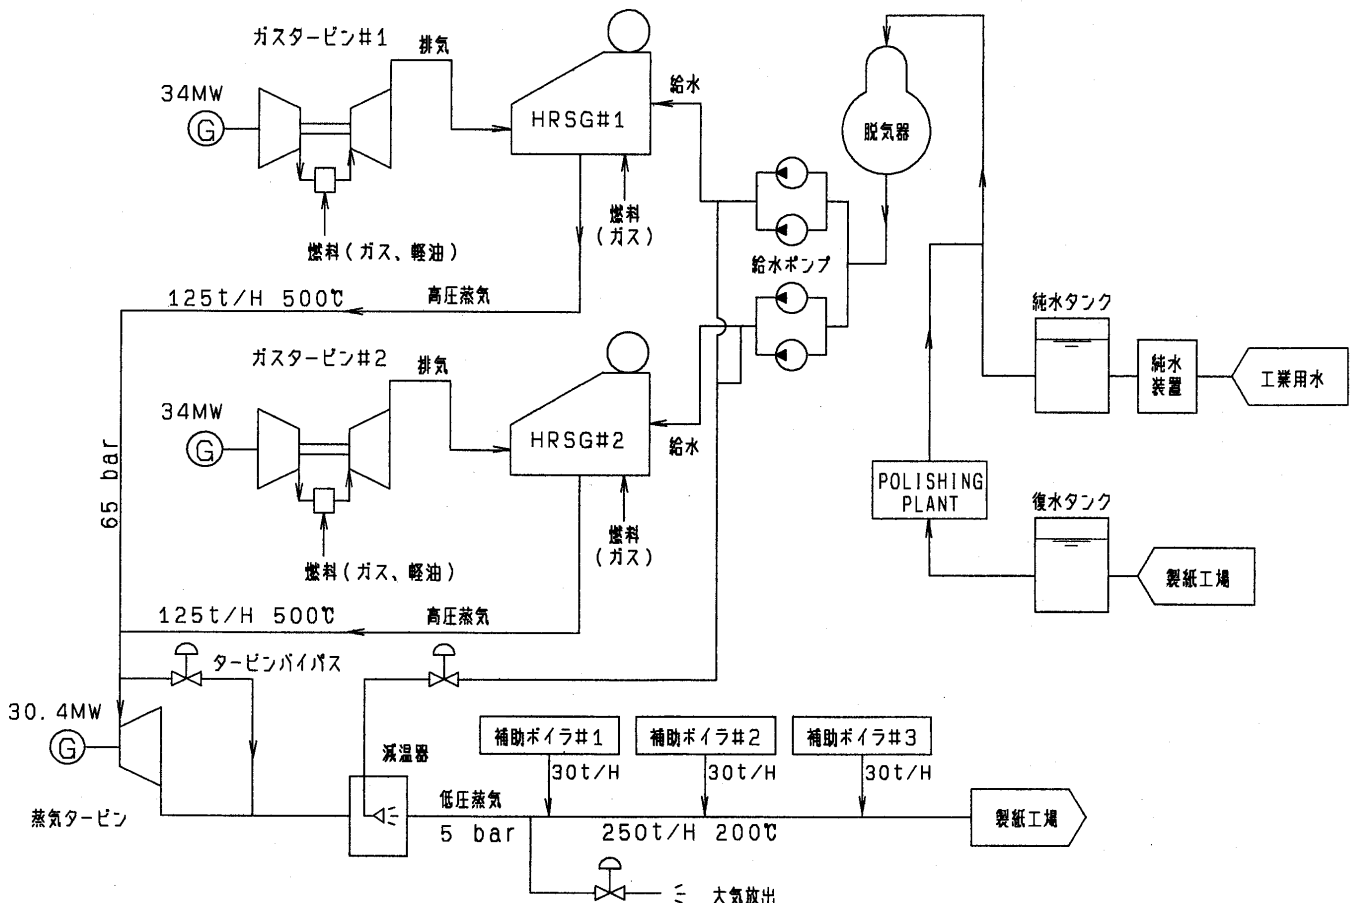 ガスタービン#1
排気
34MW
G
HRSG#1
給水
脱気器
燃料(ガス、軽油)
燃料
(ガス)
給水ポンプ
125t/H 500℃
高圧蒸気
ガスタービン#2
排気
34MW
G
HRSG#2
給水
純水タンク
純水
装置
工業用水
65 bar
POLISHING
PLANT
復水タンク
製紙工場
燃料(ガス、軽油)
燃料
(ガス)
125t/H 500℃
高圧蒸気
タービンバイパス
30.4MW
G
蒸気タービン
減温器
補助ボイラ#1
補助ボイラ#2
補助ボイラ#3
30t/H
30t/H
30t/H
低圧蒸気
5 bar
250t/H 200℃
製紙工場
大気放出